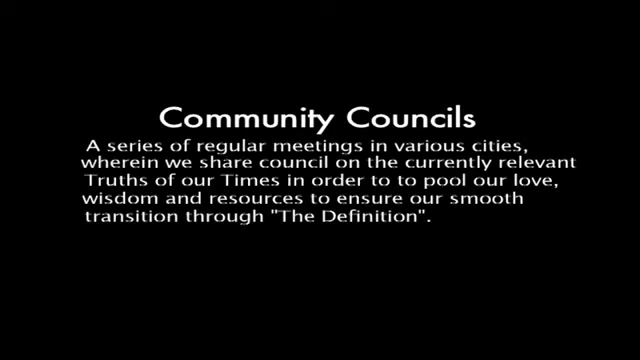 Community Councils
A series of regular meetings in various cities,
wherein we share council on the currently relevant
Truths of our Times in order to to pool our love,
wisdom and resources to ensure our smooth
transition through "The Definition".